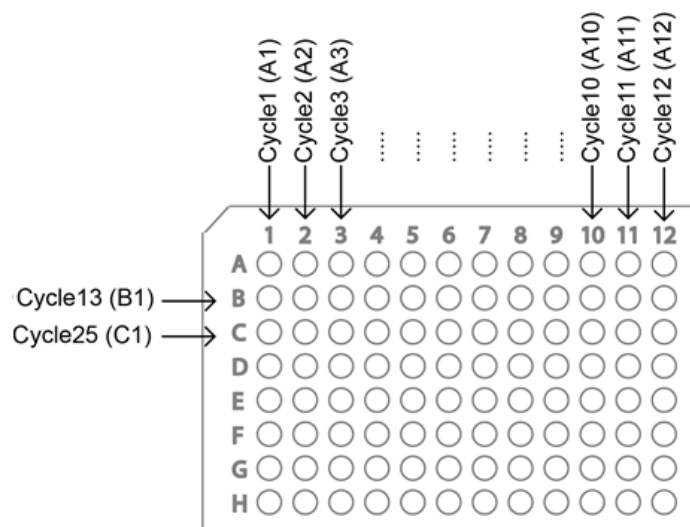 Cycle1 (A1)
Cycle2 (A2)
Cycle3 (A3)
Cycle10 (A10)
Cycle11 (A11)
Cycle12 (A12)
1 2 3 4 5 6 7 8 9 10 11 12
A
Cycle13 (B1) B
Cycle25 (C1) C
D
E
F
G
H